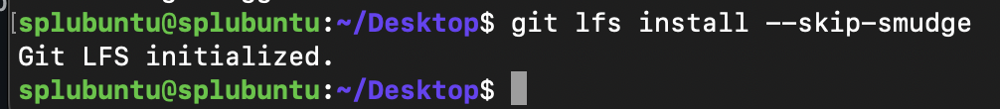 [splubuntu@splubuntu:~/Desktop$ git lfs install --skip-smudge
Git LFS initialized.
splubuntu@splubuntu:~/Desktop$